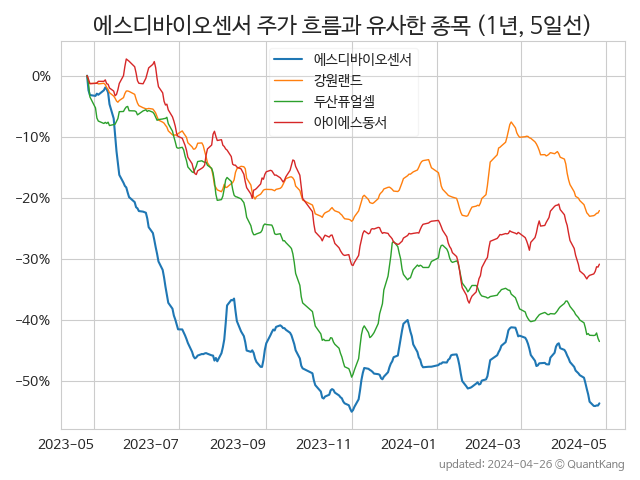 에스디바이오센서 주가 흐름과 유사한 종목 (1년, 5일선)
에스디바이오센서
강원랜드
두산퓨얼셀
아이에스동서
0%
−10%
−20%
−30%
−40%
−50%
2023-05 2023-07 2023-09 2023-11 2024-01 2024-03 2024-05
updated: 2024-04-26 © QuantKang